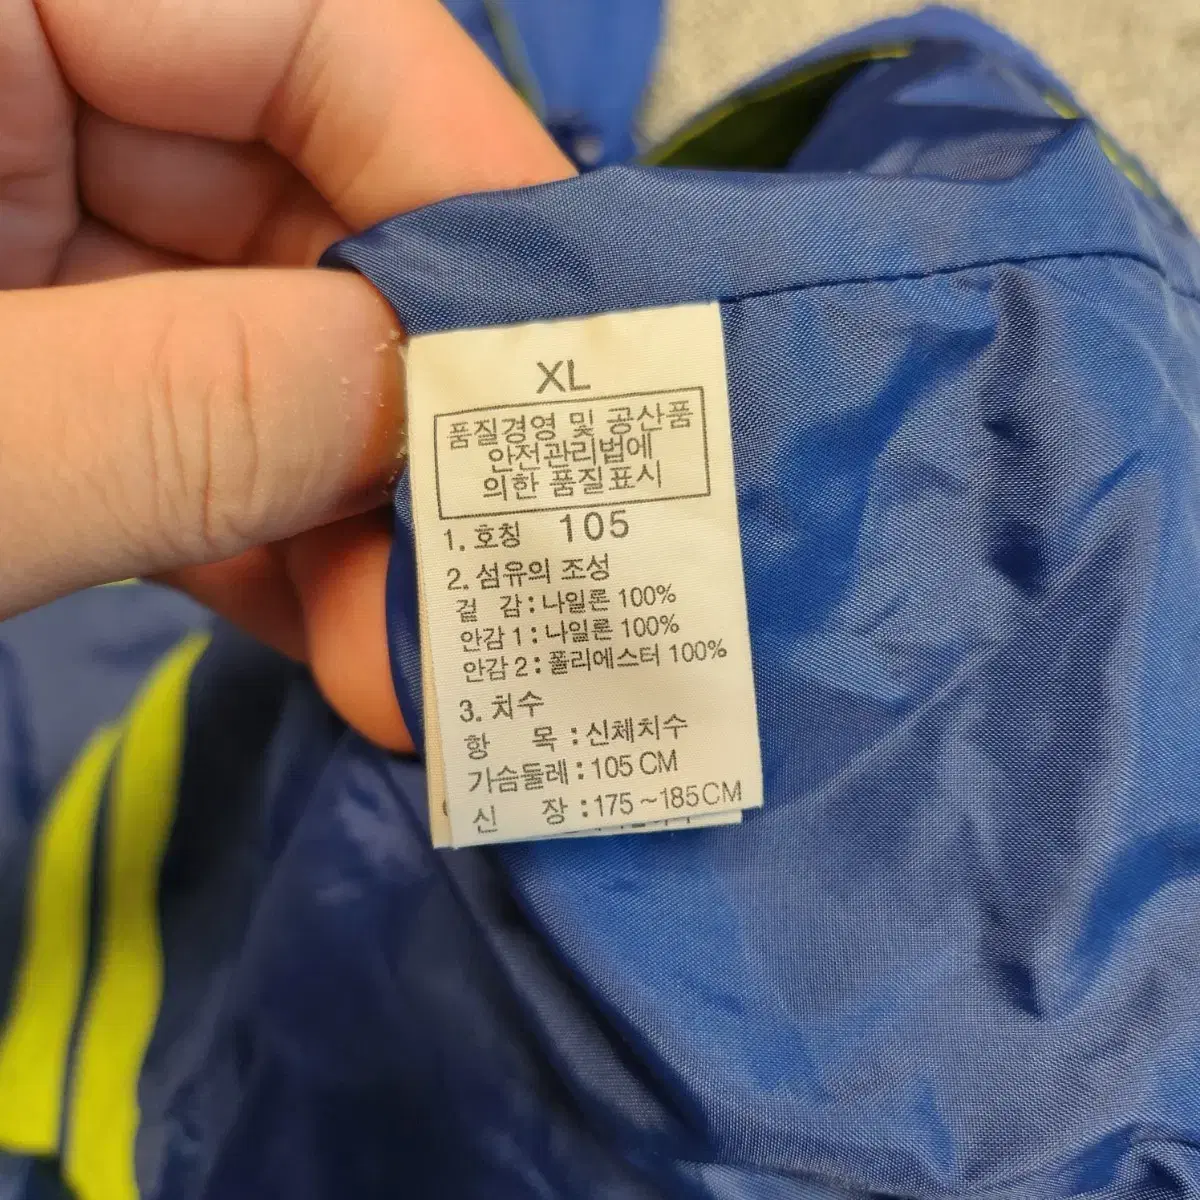 XL
품질경영 및 공산품
안전관리법에
의한 품질표시
1. 호칭 105
2. 섬유의 조성
겉 감 : 나일론 100%
안감 1 : 나일론 100%
안감 2 : 폴리에스터 100%
3. 치수
항 목 : 신체치수
가슴둘레 : 105 CM
신 장 : 175 ~ 185 CM